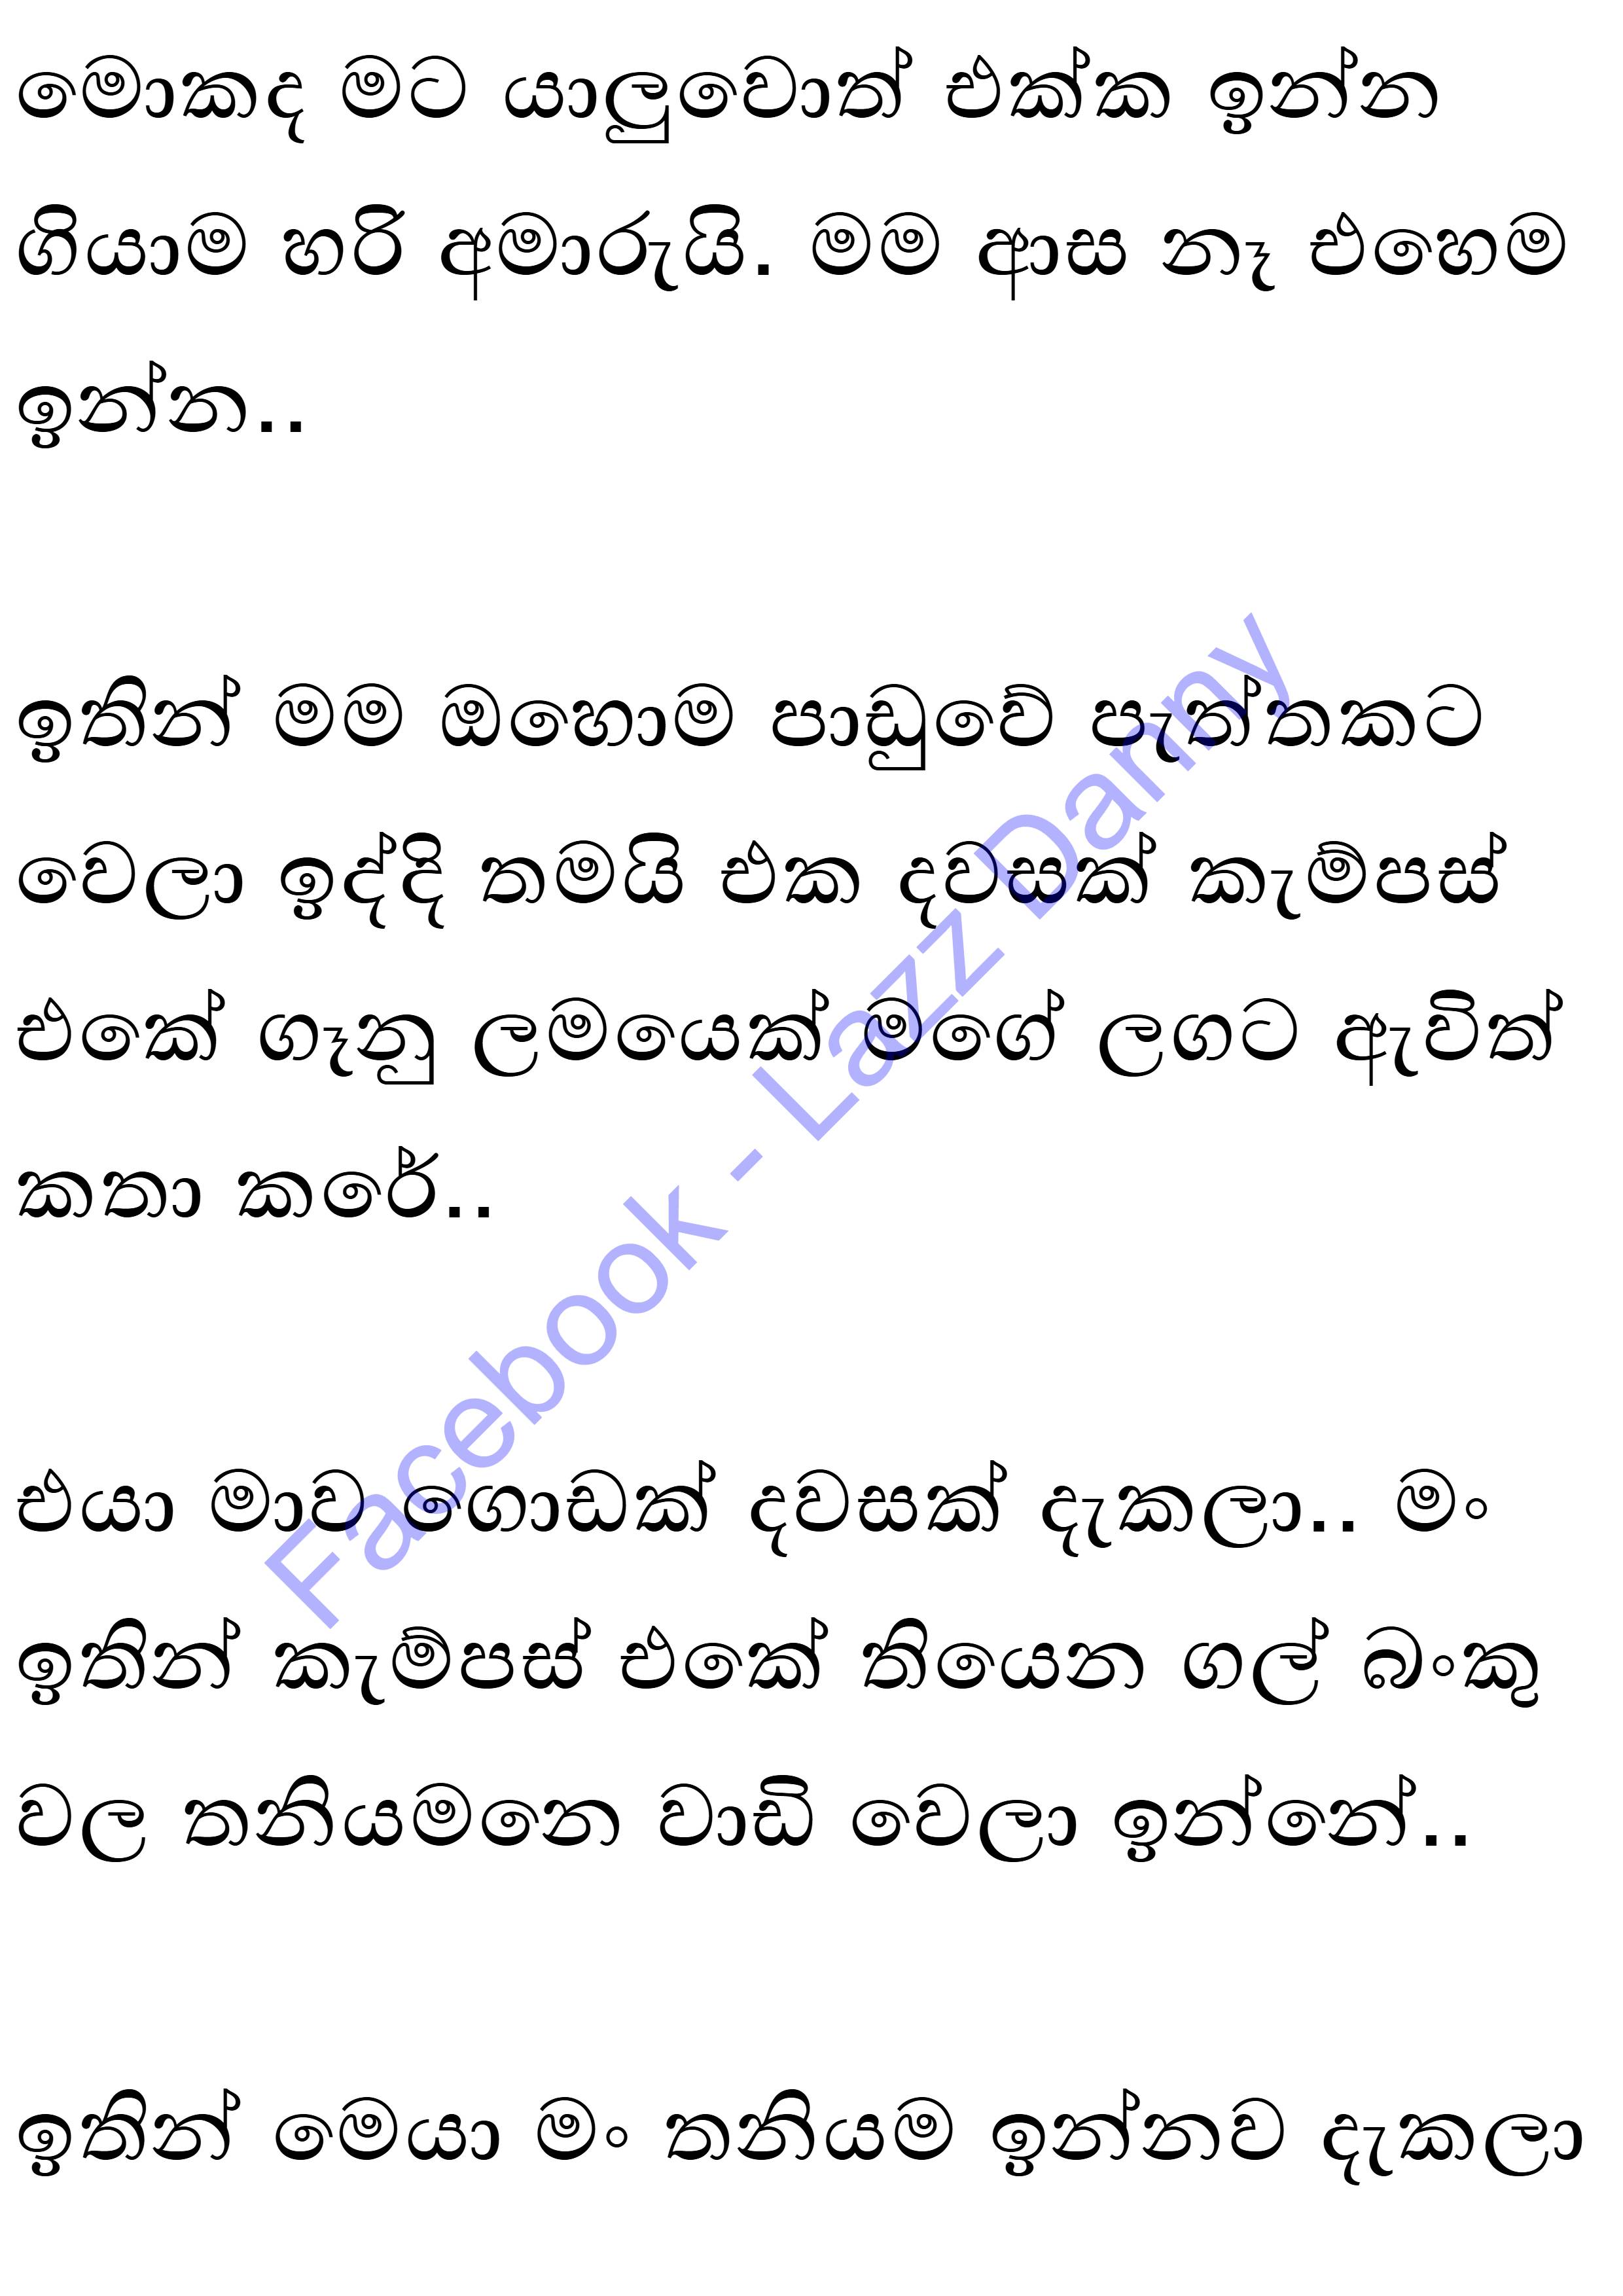 මොකද මට යාලුවොත් එක්ක ඉන්න
ගියාම හරි අමාරුයි. මම ආස නෑ එහෙම
ඉන්න..
ඉතින් මම ඔහොම පාඩුවේ පැත්තකට
වෙලා ඉද්දි තමයි එක දවසක් කැම්පස්
එකේ ගෑනු ලමයෙක් මගේ ලගට ඇවිත්
කතා කරේ..
එයා මාව ගොඩක් දවසක් දැකලා.. මං
ඉතින් කැම්පස් එකේ තියෙන ගල් බංකු
වල තනියමනෙ වාඩි වෙලා ඉන්නේ..
ඉතින් මෙයා මං තනියම ඉන්නව දැකලා
Facebook - Lazz Danny